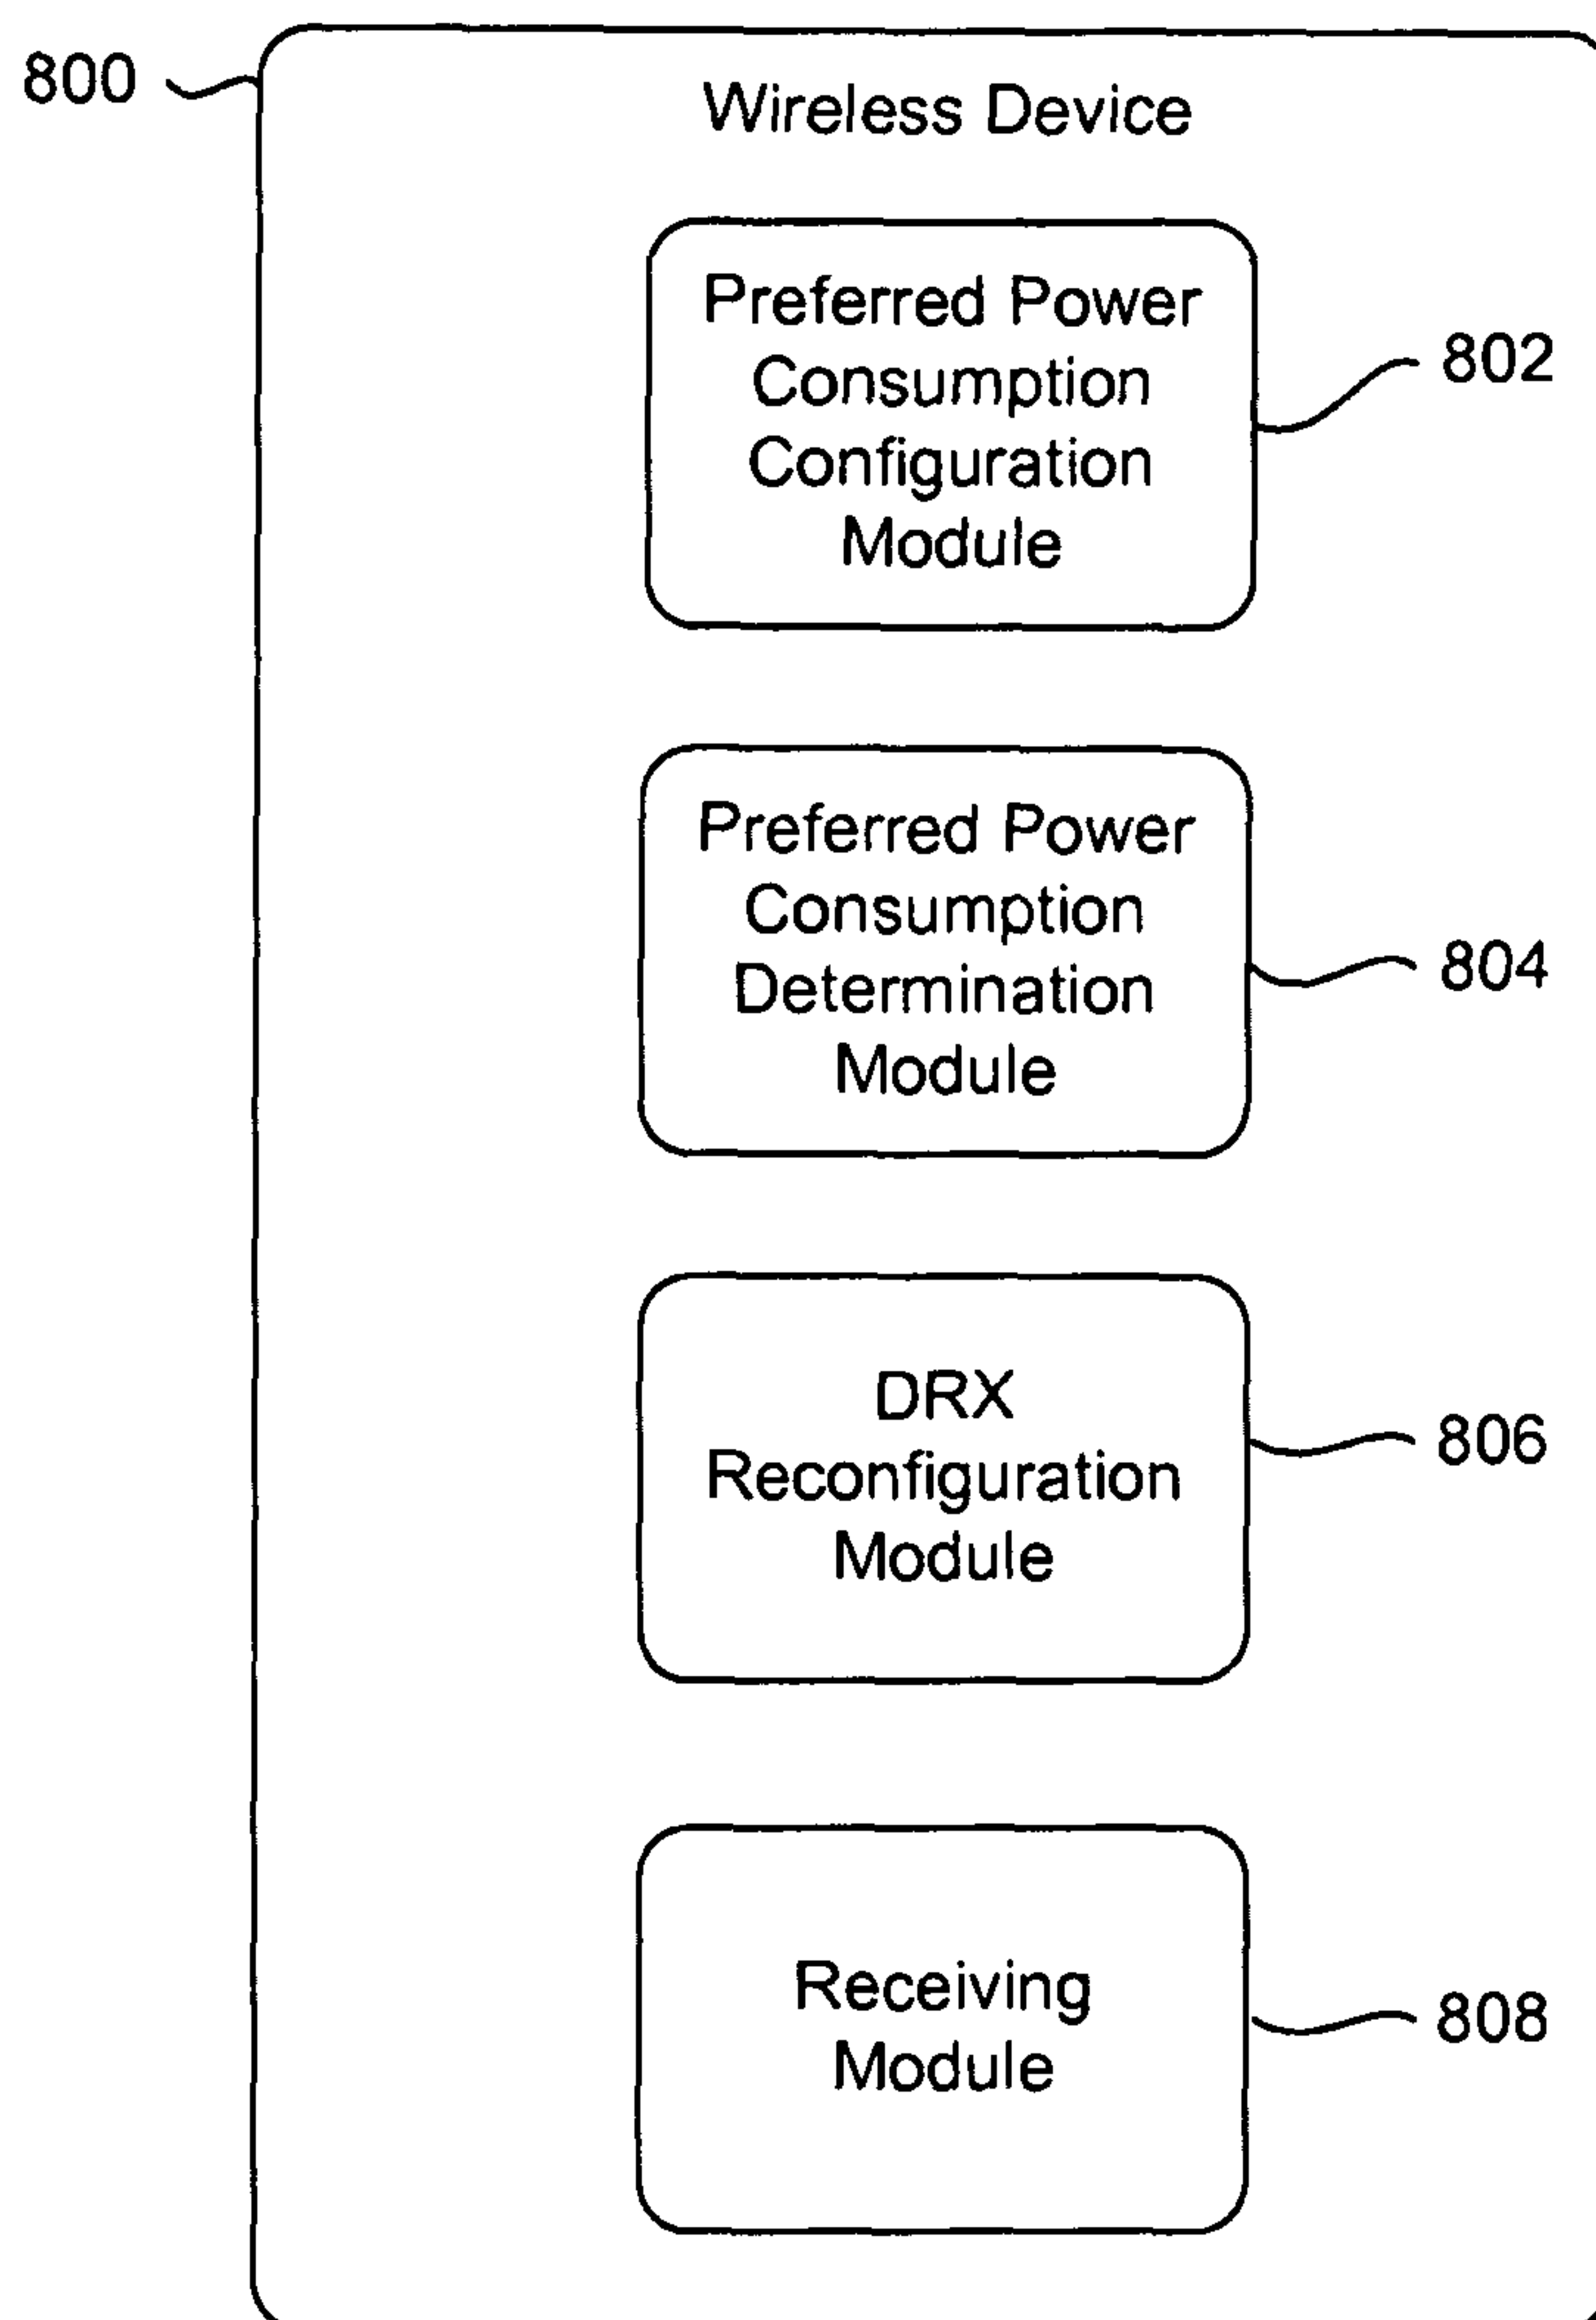 800
Wireless Device
Preferred Power
Consumption
Configuration
Module
802
Preferred Power
Consumption
Determination
Module
804
DRX
Reconfiguration
Module
806
Receiving
Module
808